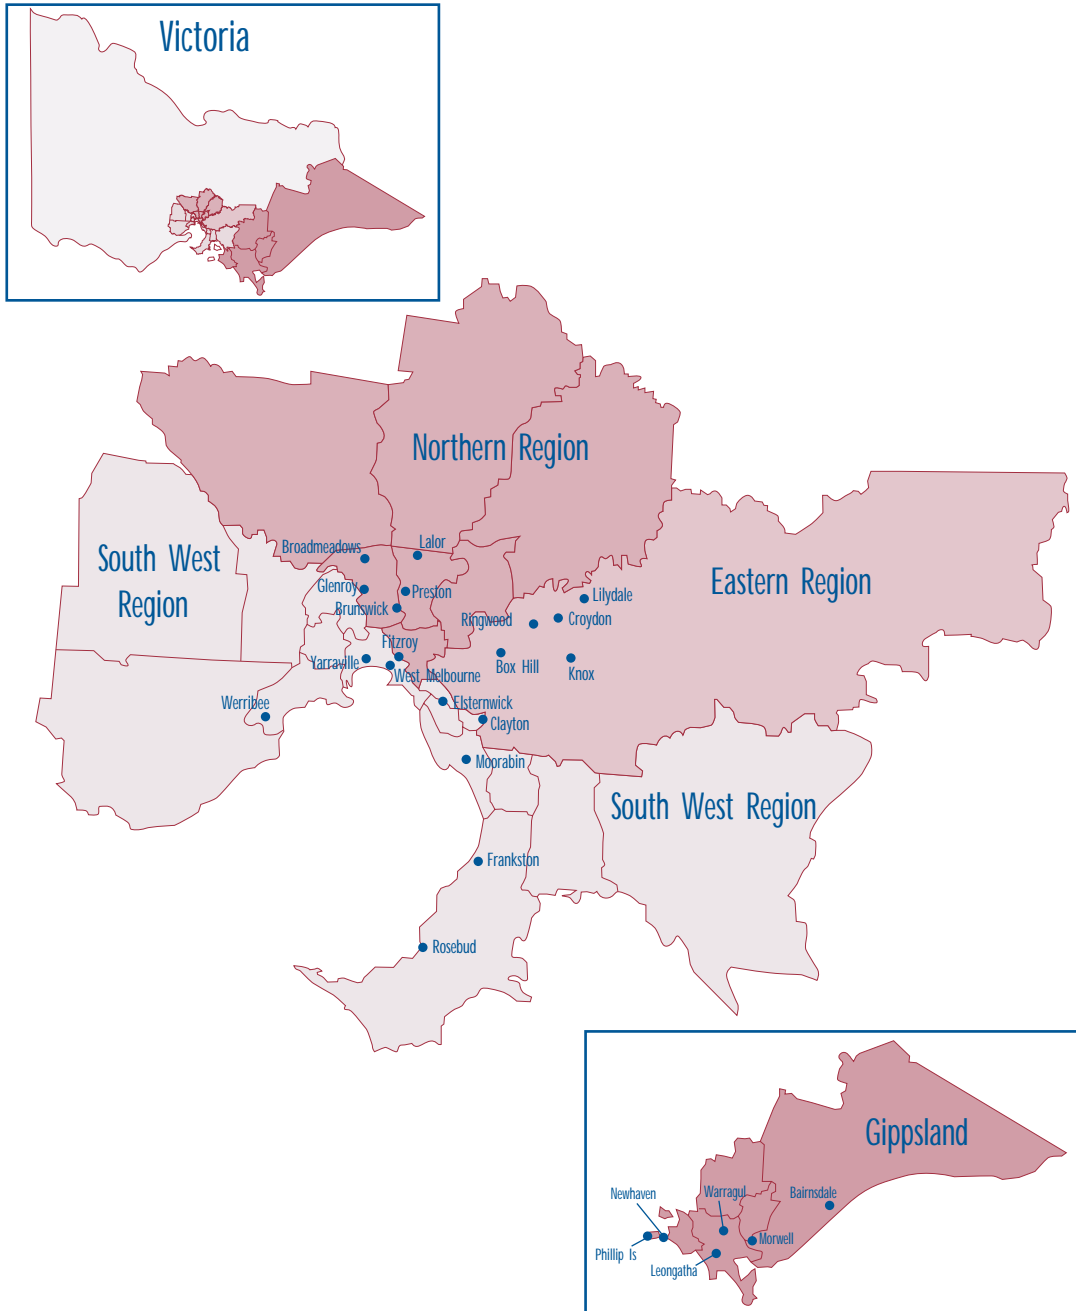 Victoria
Northern Region
South West
Region
Eastern Region
Broadmeadows
Lalor
Glenroy
Preston
Brunswick
Lilydale
Croydon
Ringwood
Fitzroy
Yarraville
West Melbourne
Box Hill
Knox
Werribee
Elsternwick
Clayton
Moorabin
South West Region
Frankston
Rosebud
Gippsland
Newhaven
Warragul
Bairnsdale
Morwell
Phillip Is
Leongatha